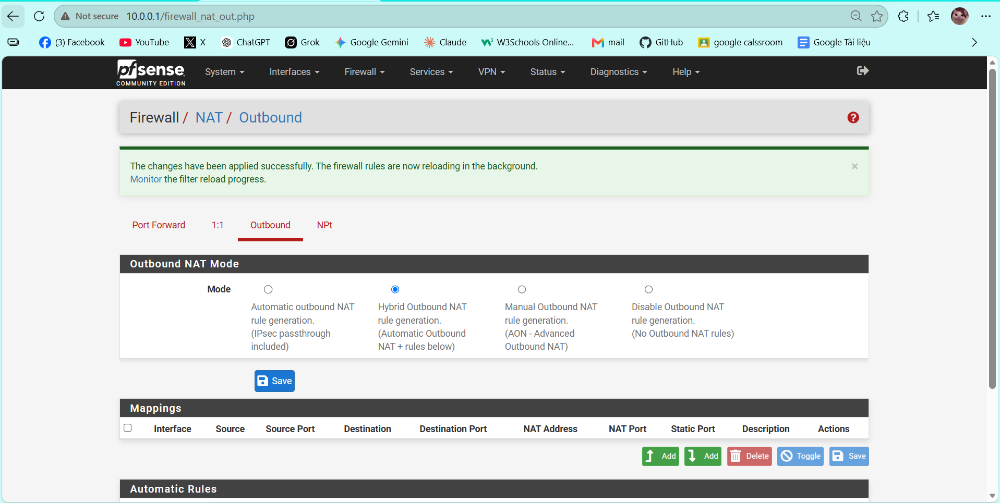 Not secure 10.0.0.1/firewall_nat_out.php
(3) Facebook YouTube X ChatGPT Grok Google Gemini Claude W3Schools Online... mail GitHub google calssroom Google Tài liệu
pfsense COMMUNITY EDITION System Interfaces Firewall Services VPN Status Diagnostics Help
Firewall / NAT / Outbound
The changes have been applied successfully. The firewall rules are now reloading in the background.
Monitor the filter reload progress.
Port Forward 1:1 Outbound NPt
Outbound NAT Mode
Mode
Automatic outbound NAT
rule generation.
(IPsec passthrough
included)
Hybrid Outbound NAT
rule generation.
(Automatic Outbound
NAT + rules below)
Manual Outbound NAT
rule generation.
(AON - Advanced
Outbound NAT)
Disable Outbound NAT
rule generation.
(No Outbound NAT rules)
Save
Mappings
Interface Source Source Port Destination Destination Port NAT Address NAT Port Static Port Description Actions
Add Add Delete Toggle Save
Automatic Rules